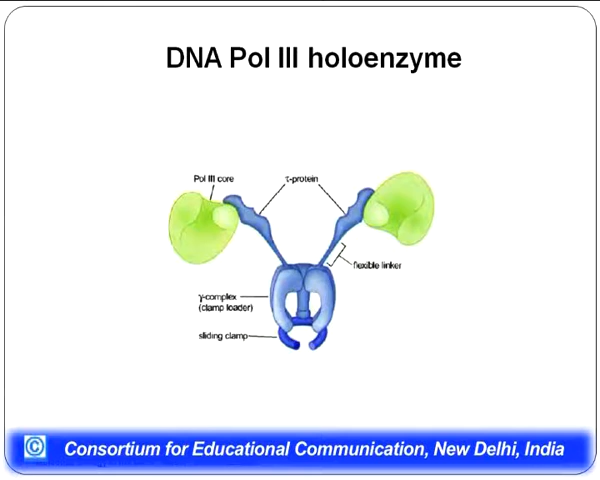 DNA Pol III holoenzyme
Pol III core
τ-protein
flexible linker
γ-complex
(clamp loader)
sliding clamp
© Consortium for Educational Communication, New Delhi, India